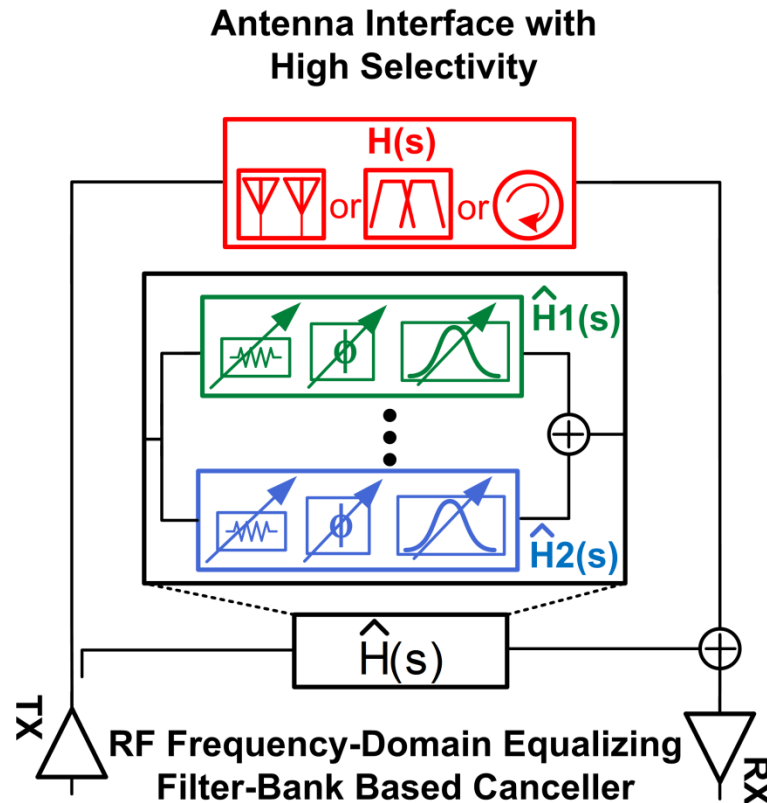 Antenna Interface with
High Selectivity
H(s)
or or
Ĥ1(s)
ϕ
ϕ
Ĥ2(s)
Ĥ(s)
TX
RX
RF Frequency-Domain Equalizing
Filter-Bank Based Canceller